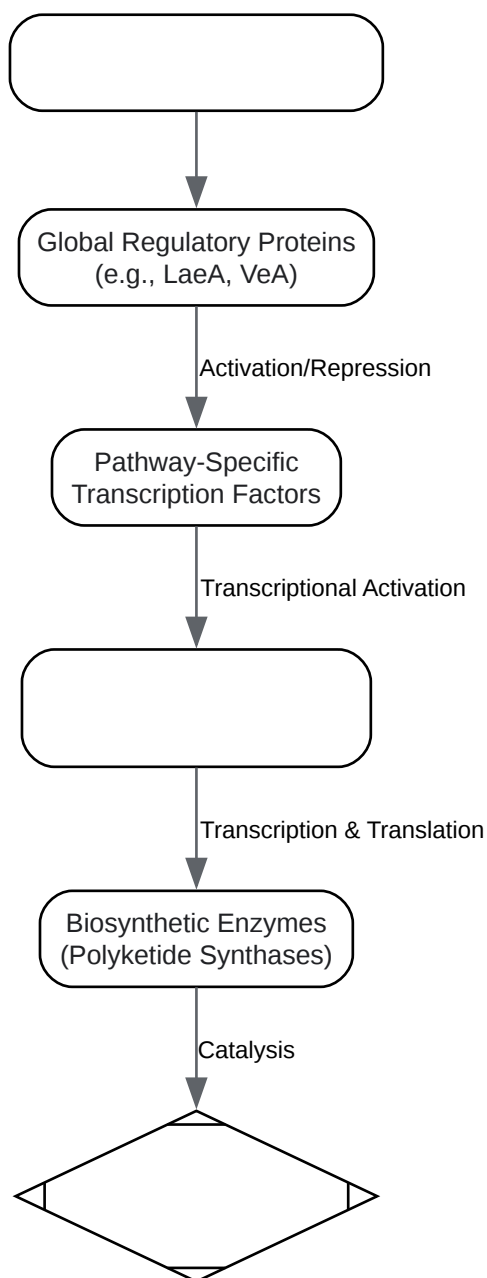 Global Regulatory Proteins
(e.g., LaeA, VeA)
Activation/Repression
Pathway-Specific
Transcription Factors
Transcriptional Activation
Transcription & Translation
Biosynthetic Enzymes
(Polyketide Synthases)
Catalysis